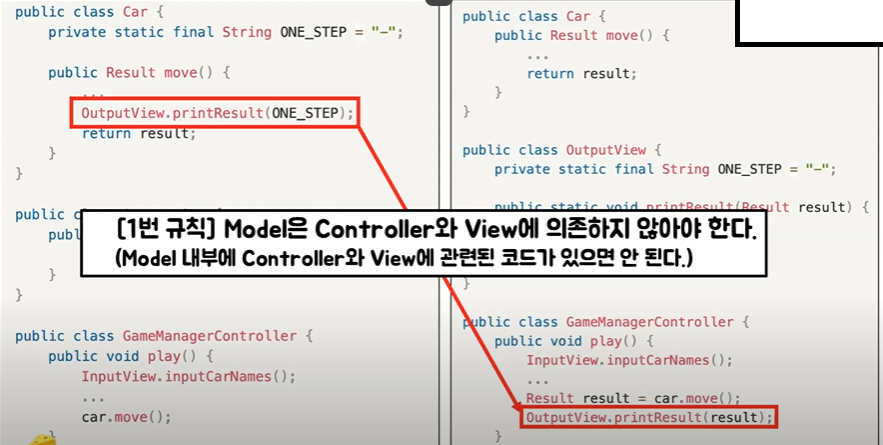 public class Car {
private static final String ONE_STEP = "-";
public Result move() {
...
OutputView.printResult(ONE_STEP);
return result;
}
}
public c
publ
}
}
public class GameManagerController {
public void play() {
InputView.inputCarNames();
...
car.move();
}
[1번 규칙] Model은 Controller와 View에 의존하지 않아야 한다.
(Model 내부에 Controller와 View에 관련된 코드가 있으면 안 된다.)
public class Car {
public Result move() {
...
return result;
}
}
public class OutputView {
private static final String ONE_STEP = "-";
public static void printResult(Result result) {
}
public class GameManagerController {
public void play() {
InputView.inputCarNames();
...
Result result = car.move();
OutputView.printResult(result);
}